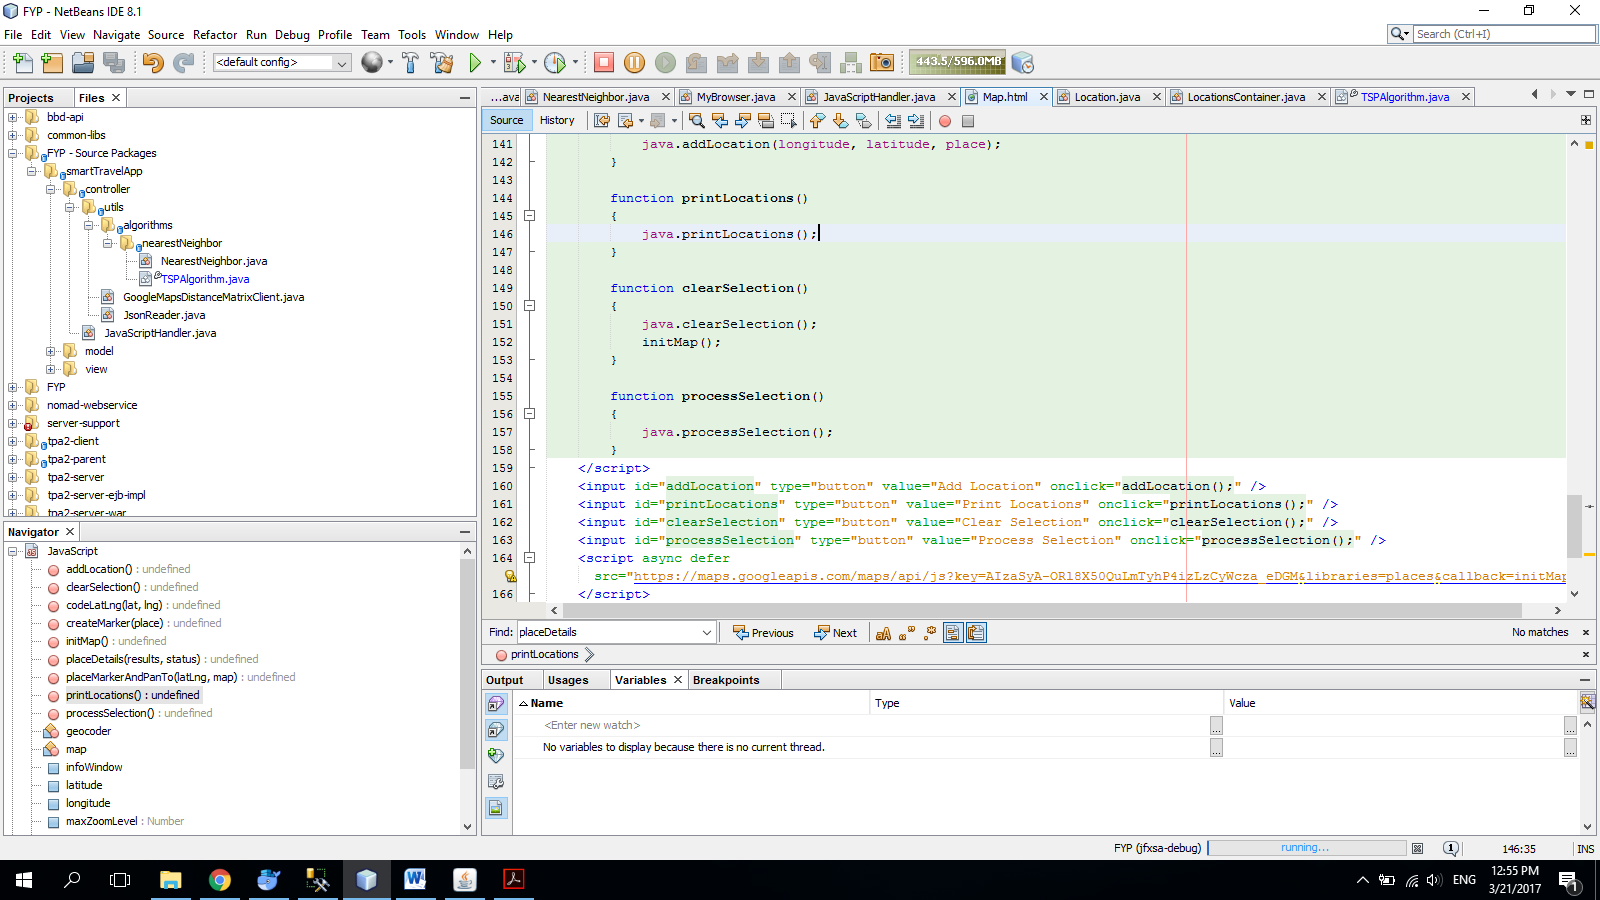 FYP - NetBeans IDE 8.1
File Edit View Navigate Source Refactor Run Debug Profile Team Tools Window Help
Search (Ctrl+I)
<default config>
443.5/596.0MB
Projects
Files
bbd-api
common-libs
FYP - Source Packages
smartTravelApp
controller
utils
algorithms
nearestNeighbor
NearestNeighbor.java
TSPAlgorithm.java
GoogleMapsDistanceMatrixClient.java
JsonReader.java
JavaScriptHandler.java
model
view
FYP
nomad-webservice
server-support
tpa2-client
tpa2-parent
tpa2-server
tpa2-server-ejb-impl
tpa2-server-war
Navigator
JavaScript
addLocation() : undefined
clearSelection() : undefined
codeLatLng(lat, lng) : undefined
createMarker(place) : undefined
initMap() : undefined
placeDetails(results, status) : undefined
placeMarkerAndPanTo(latLng, map) : undefined
printLocations() : undefined
processSelection() : undefined
geocoder
map
infoWindow
latitude
longitude
maxZoomLevel : Number
...ava NearestNeighbor.java MyBrowser.java JavaScriptHandler.java Map.html Location.java LocationsContainer.java TSPAlgorithm.java
Source History
141 java.addLocation(longitude, latitude, place);
142 }
143
144 function printLocations()
145 {
146 java.printLocations();
147 }
148
149 function clearSelection()
150 {
151 java.clearSelection();
152 initMap();
153 }
154
155 function processSelection()
156 {
157 java.processSelection();
158 }
159 </script>
160 <input id="addLocation" type="button" value="Add Location" onclick="addLocation();" />
161 <input id="printLocations" type="button" value="Print Locations" onclick="printLocations();" />
162 <input id="clearSelection" type="button" value="Clear Selection" onclick="clearSelection();" />
163 <input id="processSelection" type="button" value="Process Selection" onclick="processSelection();" />
164 <script async defer
src="https://maps.googleapis.com/maps/api/js?key=AIzaSyA-ORl8X50QuLmTyhP4izLzCyWcza_eDGM&libraries=places&callback=initMap
166 </script>
Find: placeDetails Previous Next No matches
printLocations
Output Usages Variables Breakpoints
Name Type Value
<Enter new watch>
No variables to display because there is no current thread.
FYP (jfxsa-debug) running... 1 146:35 INS
ENG
12:55 PM
3/21/2017
1